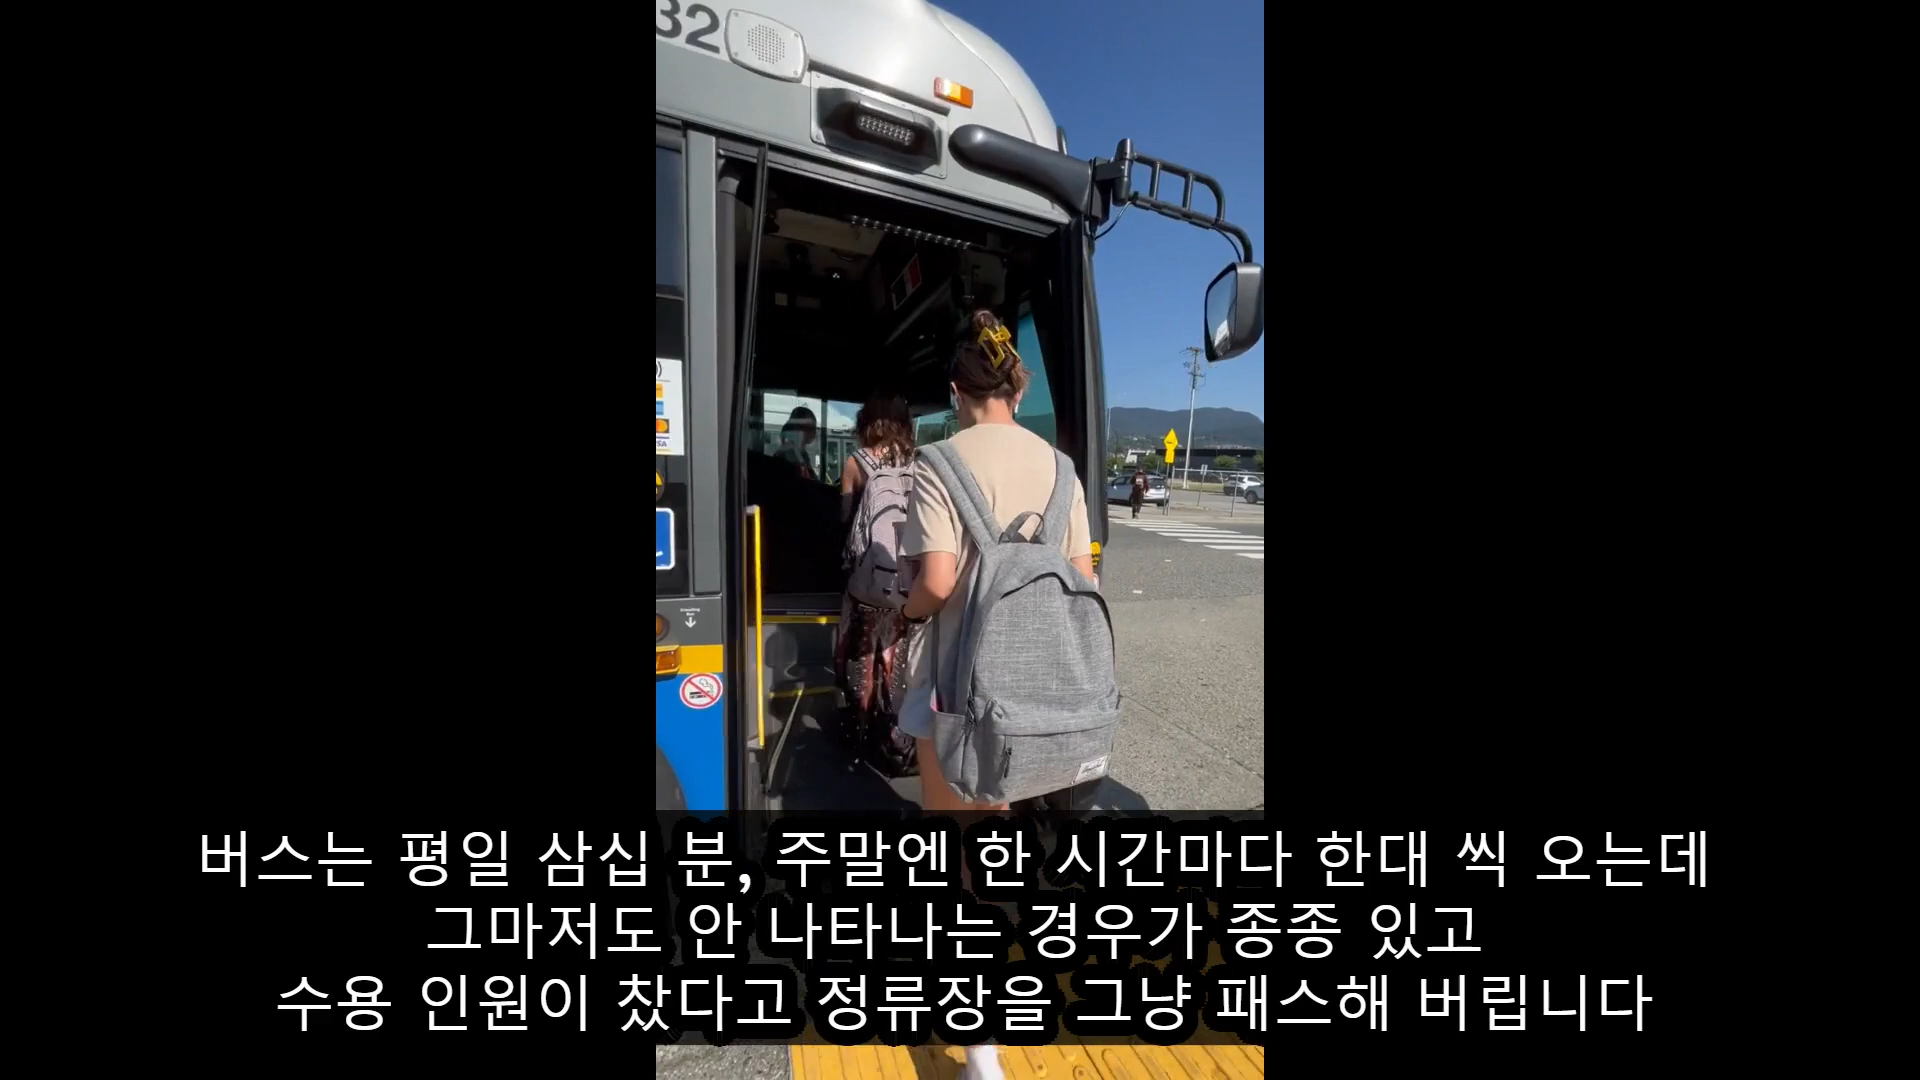 32
VISA
버스는 평일 삼십 분, 주말엔 한 시간마다 한대 씩 오는데
그마저도 안 나타나는 경우가 종종 있고
수용 인원이 찼다고 정류장을 그냥 패스해 버립니다